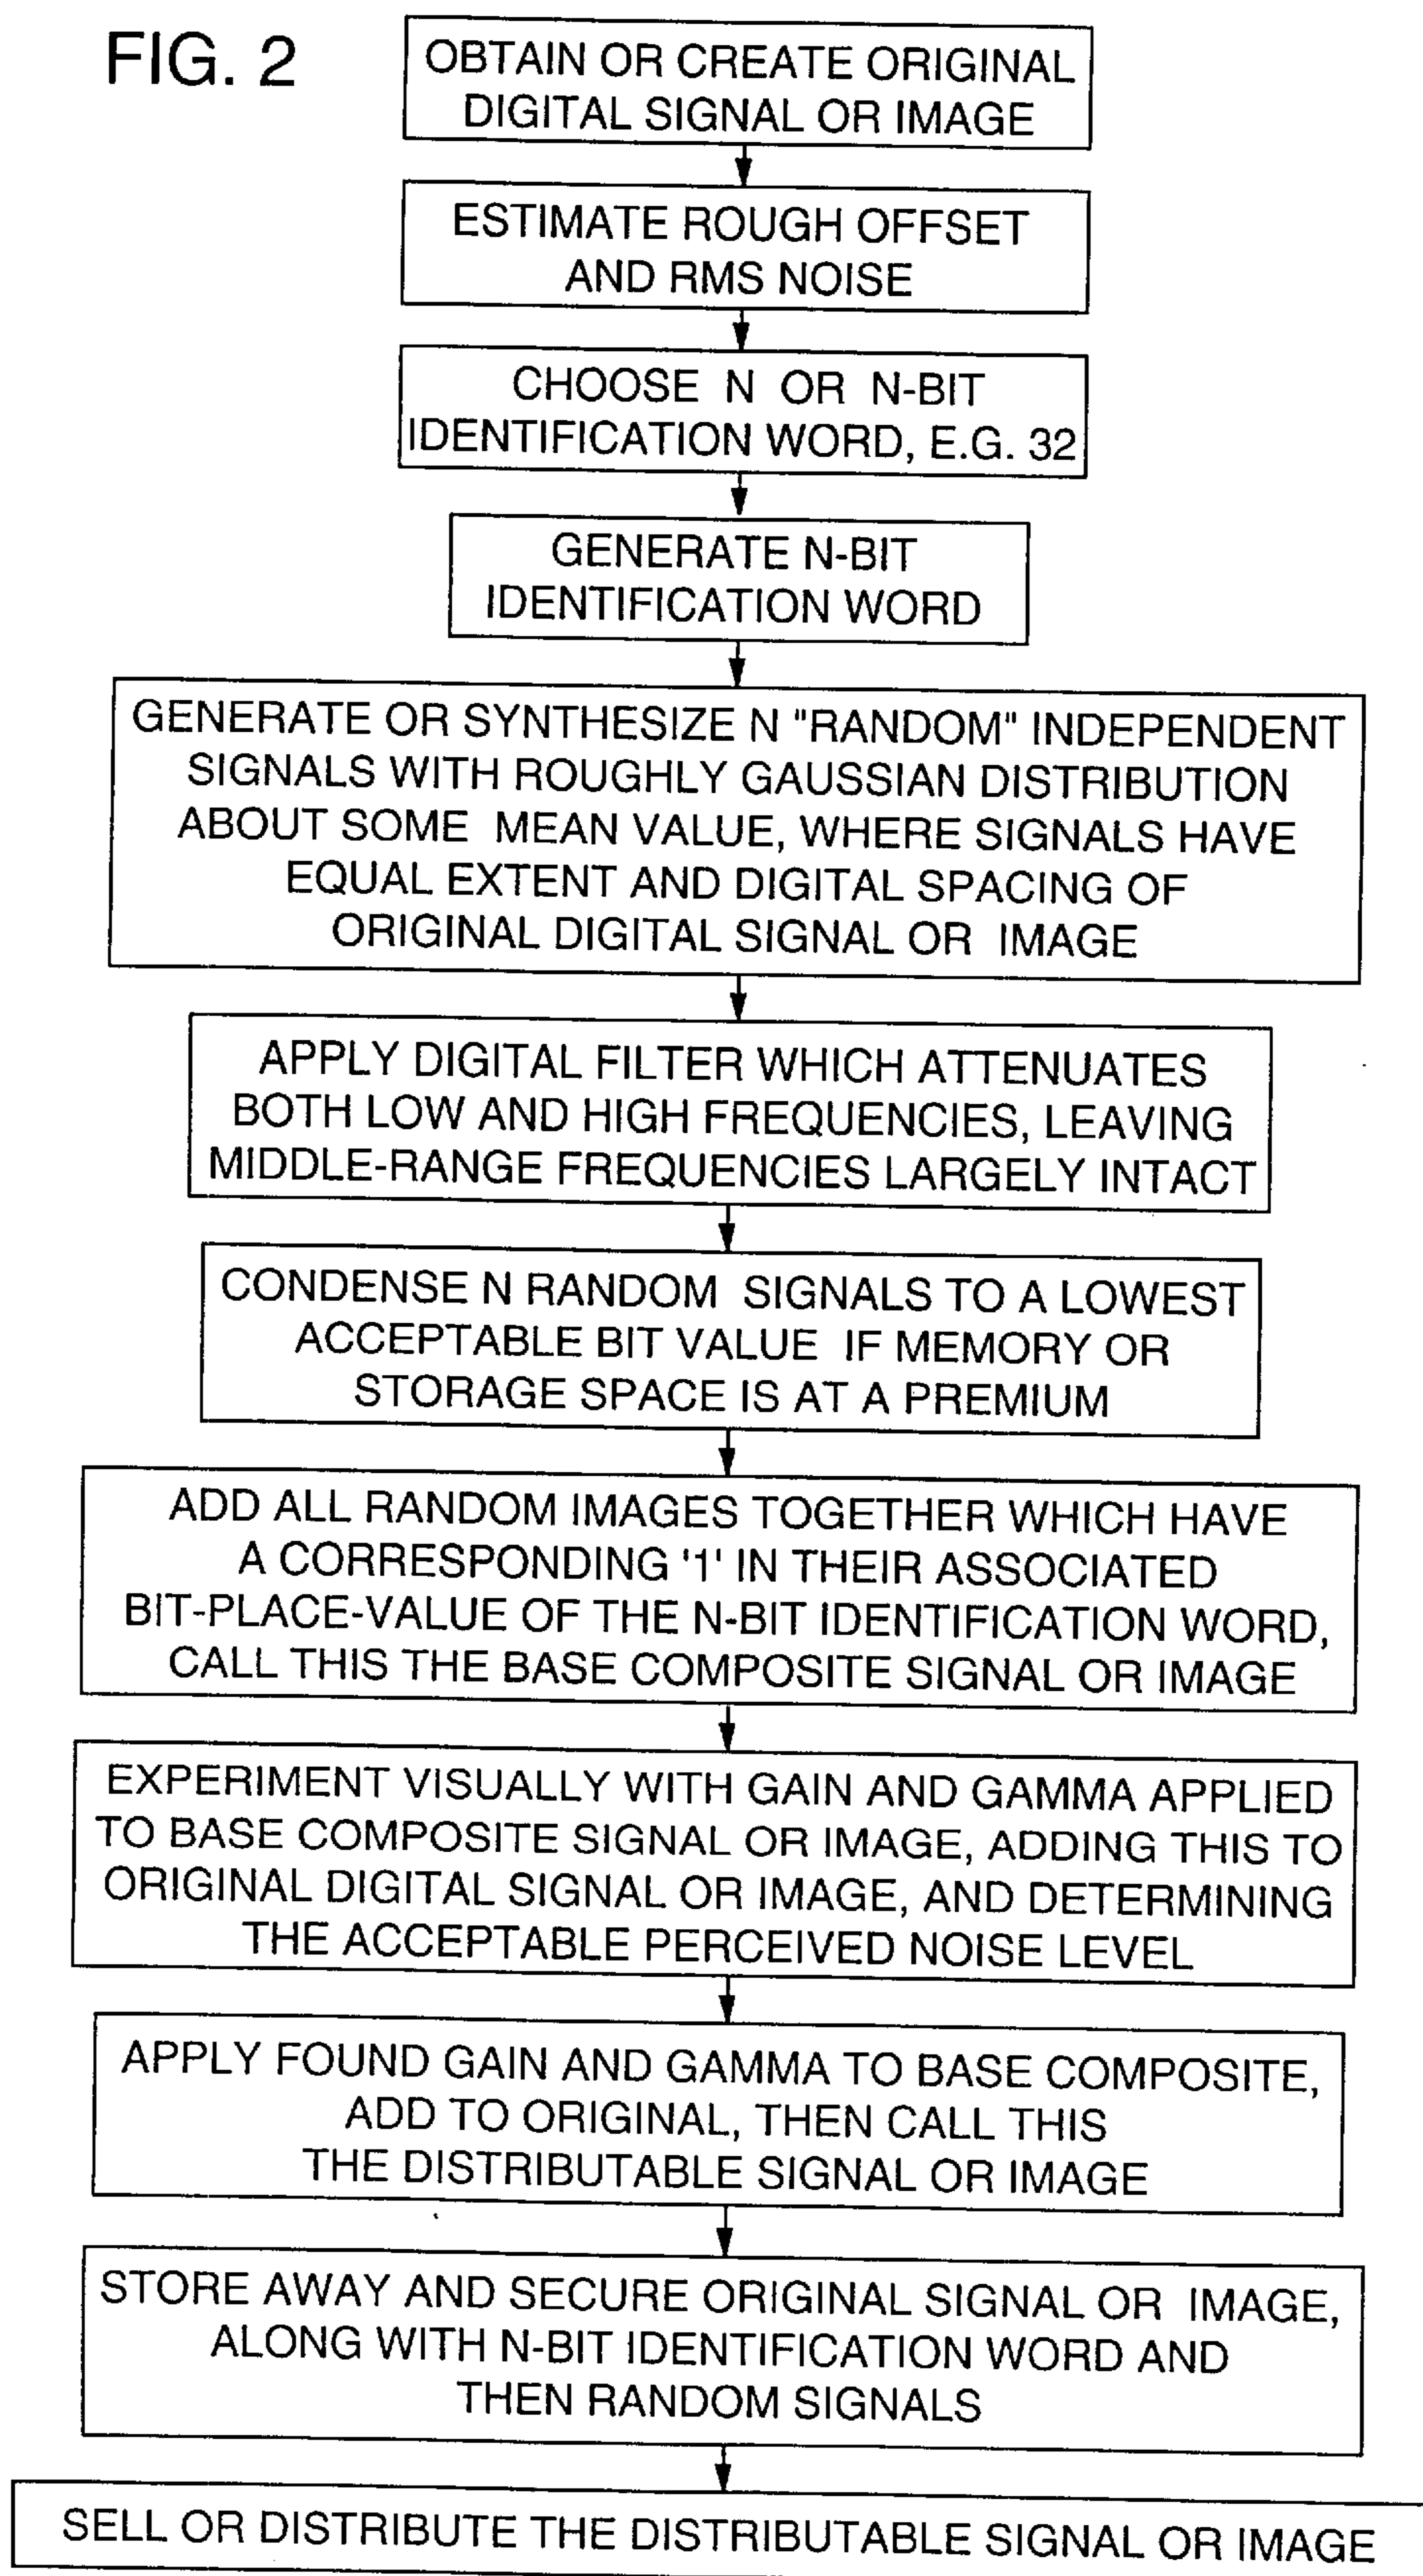 FIG. 2
OBTAIN OR CREATE ORIGINAL
DIGITAL SIGNAL OR IMAGE
ESTIMATE ROUGH OFFSET
AND RMS NOISE
CHOOSE N OR N-BIT
IDENTIFICATION WORD, E.G. 32
GENERATE N-BIT
IDENTIFICATION WORD
GENERATE OR SYNTHESIZE N "RANDOM" INDEPENDENT
SIGNALS WITH ROUGHLY GAUSSIAN DISTRIBUTION
ABOUT SOME MEAN VALUE, WHERE SIGNALS HAVE
EQUAL EXTENT AND DIGITAL SPACING OF
ORIGINAL DIGITAL SIGNAL OR IMAGE
APPLY DIGITAL FILTER WHICH ATTENUATES
BOTH LOW AND HIGH FREQUENCIES, LEAVING
MIDDLE-RANGE FREQUENCIES LARGELY INTACT
CONDENSE N RANDOM SIGNALS TO A LOWEST
ACCEPTABLE BIT VALUE IF MEMORY OR
STORAGE SPACE IS AT A PREMIUM
ADD ALL RANDOM IMAGES TOGETHER WHICH HAVE
A CORRESPONDING '1' IN THEIR ASSOCIATED
BIT-PLACE-VALUE OF THE N-BIT IDENTIFICATION WORD,
CALL THIS THE BASE COMPOSITE SIGNAL OR IMAGE
EXPERIMENT VISUALLY WITH GAIN AND GAMMA APPLIED
TO BASE COMPOSITE SIGNAL OR IMAGE, ADDING THIS TO
ORIGINAL DIGITAL SIGNAL OR IMAGE, AND DETERMINING
THE ACCEPTABLE PERCEIVED NOISE LEVEL
APPLY FOUND GAIN AND GAMMA TO BASE COMPOSITE,
ADD TO ORIGINAL, THEN CALL THIS
THE DISTRIBUTABLE SIGNAL OR IMAGE
STORE AWAY AND SECURE ORIGINAL SIGNAL OR IMAGE,
ALONG WITH N-BIT IDENTIFICATION WORD AND
THEN RANDOM SIGNALS
SELL OR DISTRIBUTE THE DISTRIBUTABLE SIGNAL OR IMAGE